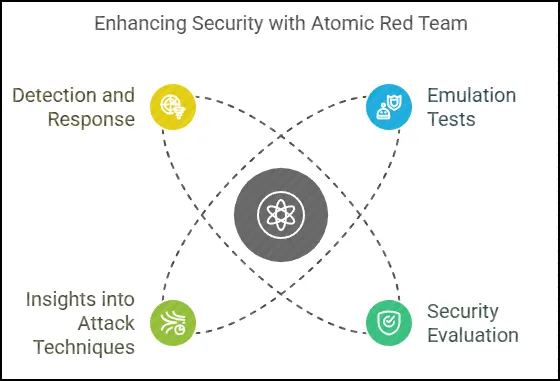 Enhancing Security with Atomic Red Team
Detection and
Response
Emulation
Tests
Insights into
Attack
Techniques
Security
Evaluation